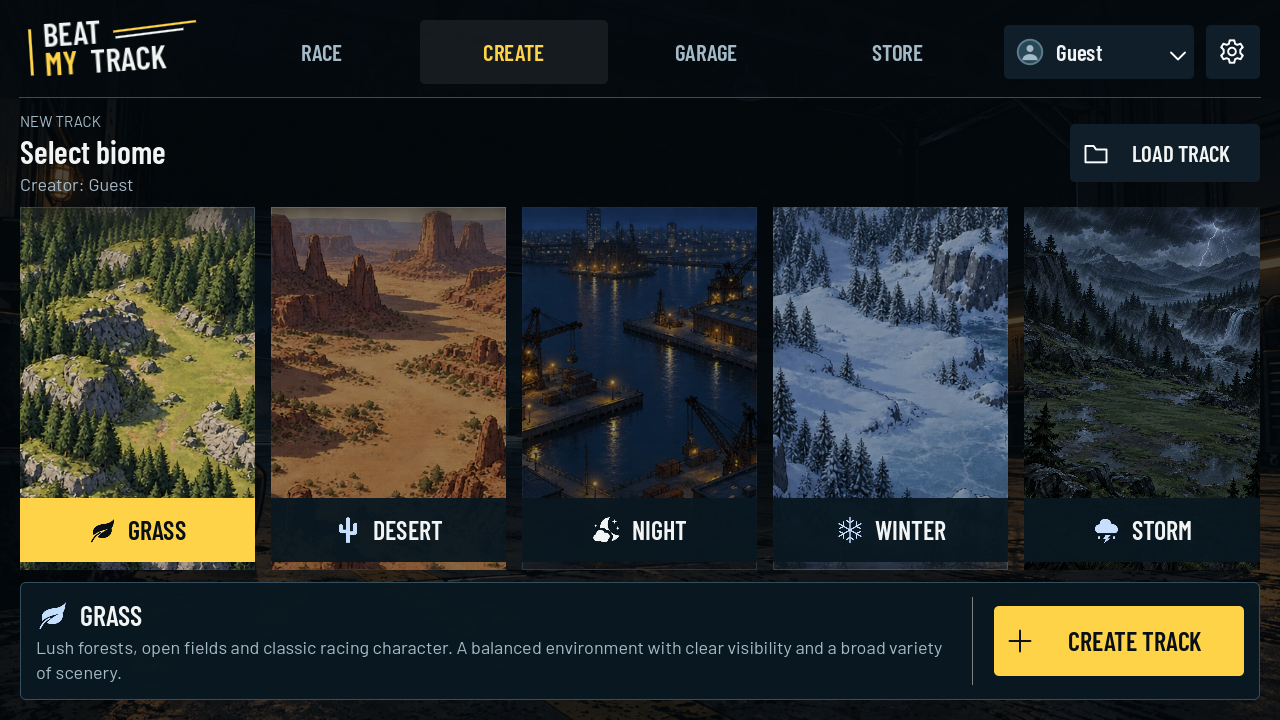 BEAT
MY TRACK
RACE
CREATE
GARAGE
STORE
Guest
NEW TRACK
Select biome
Creator: Guest
LOAD TRACK
GRASS
DESERT
NIGHT
WINTER
STORM
GRASS
Lush forests, open fields and classic racing character. A balanced environment with clear visibility and a broad variety
of scenery.
CREATE TRACK